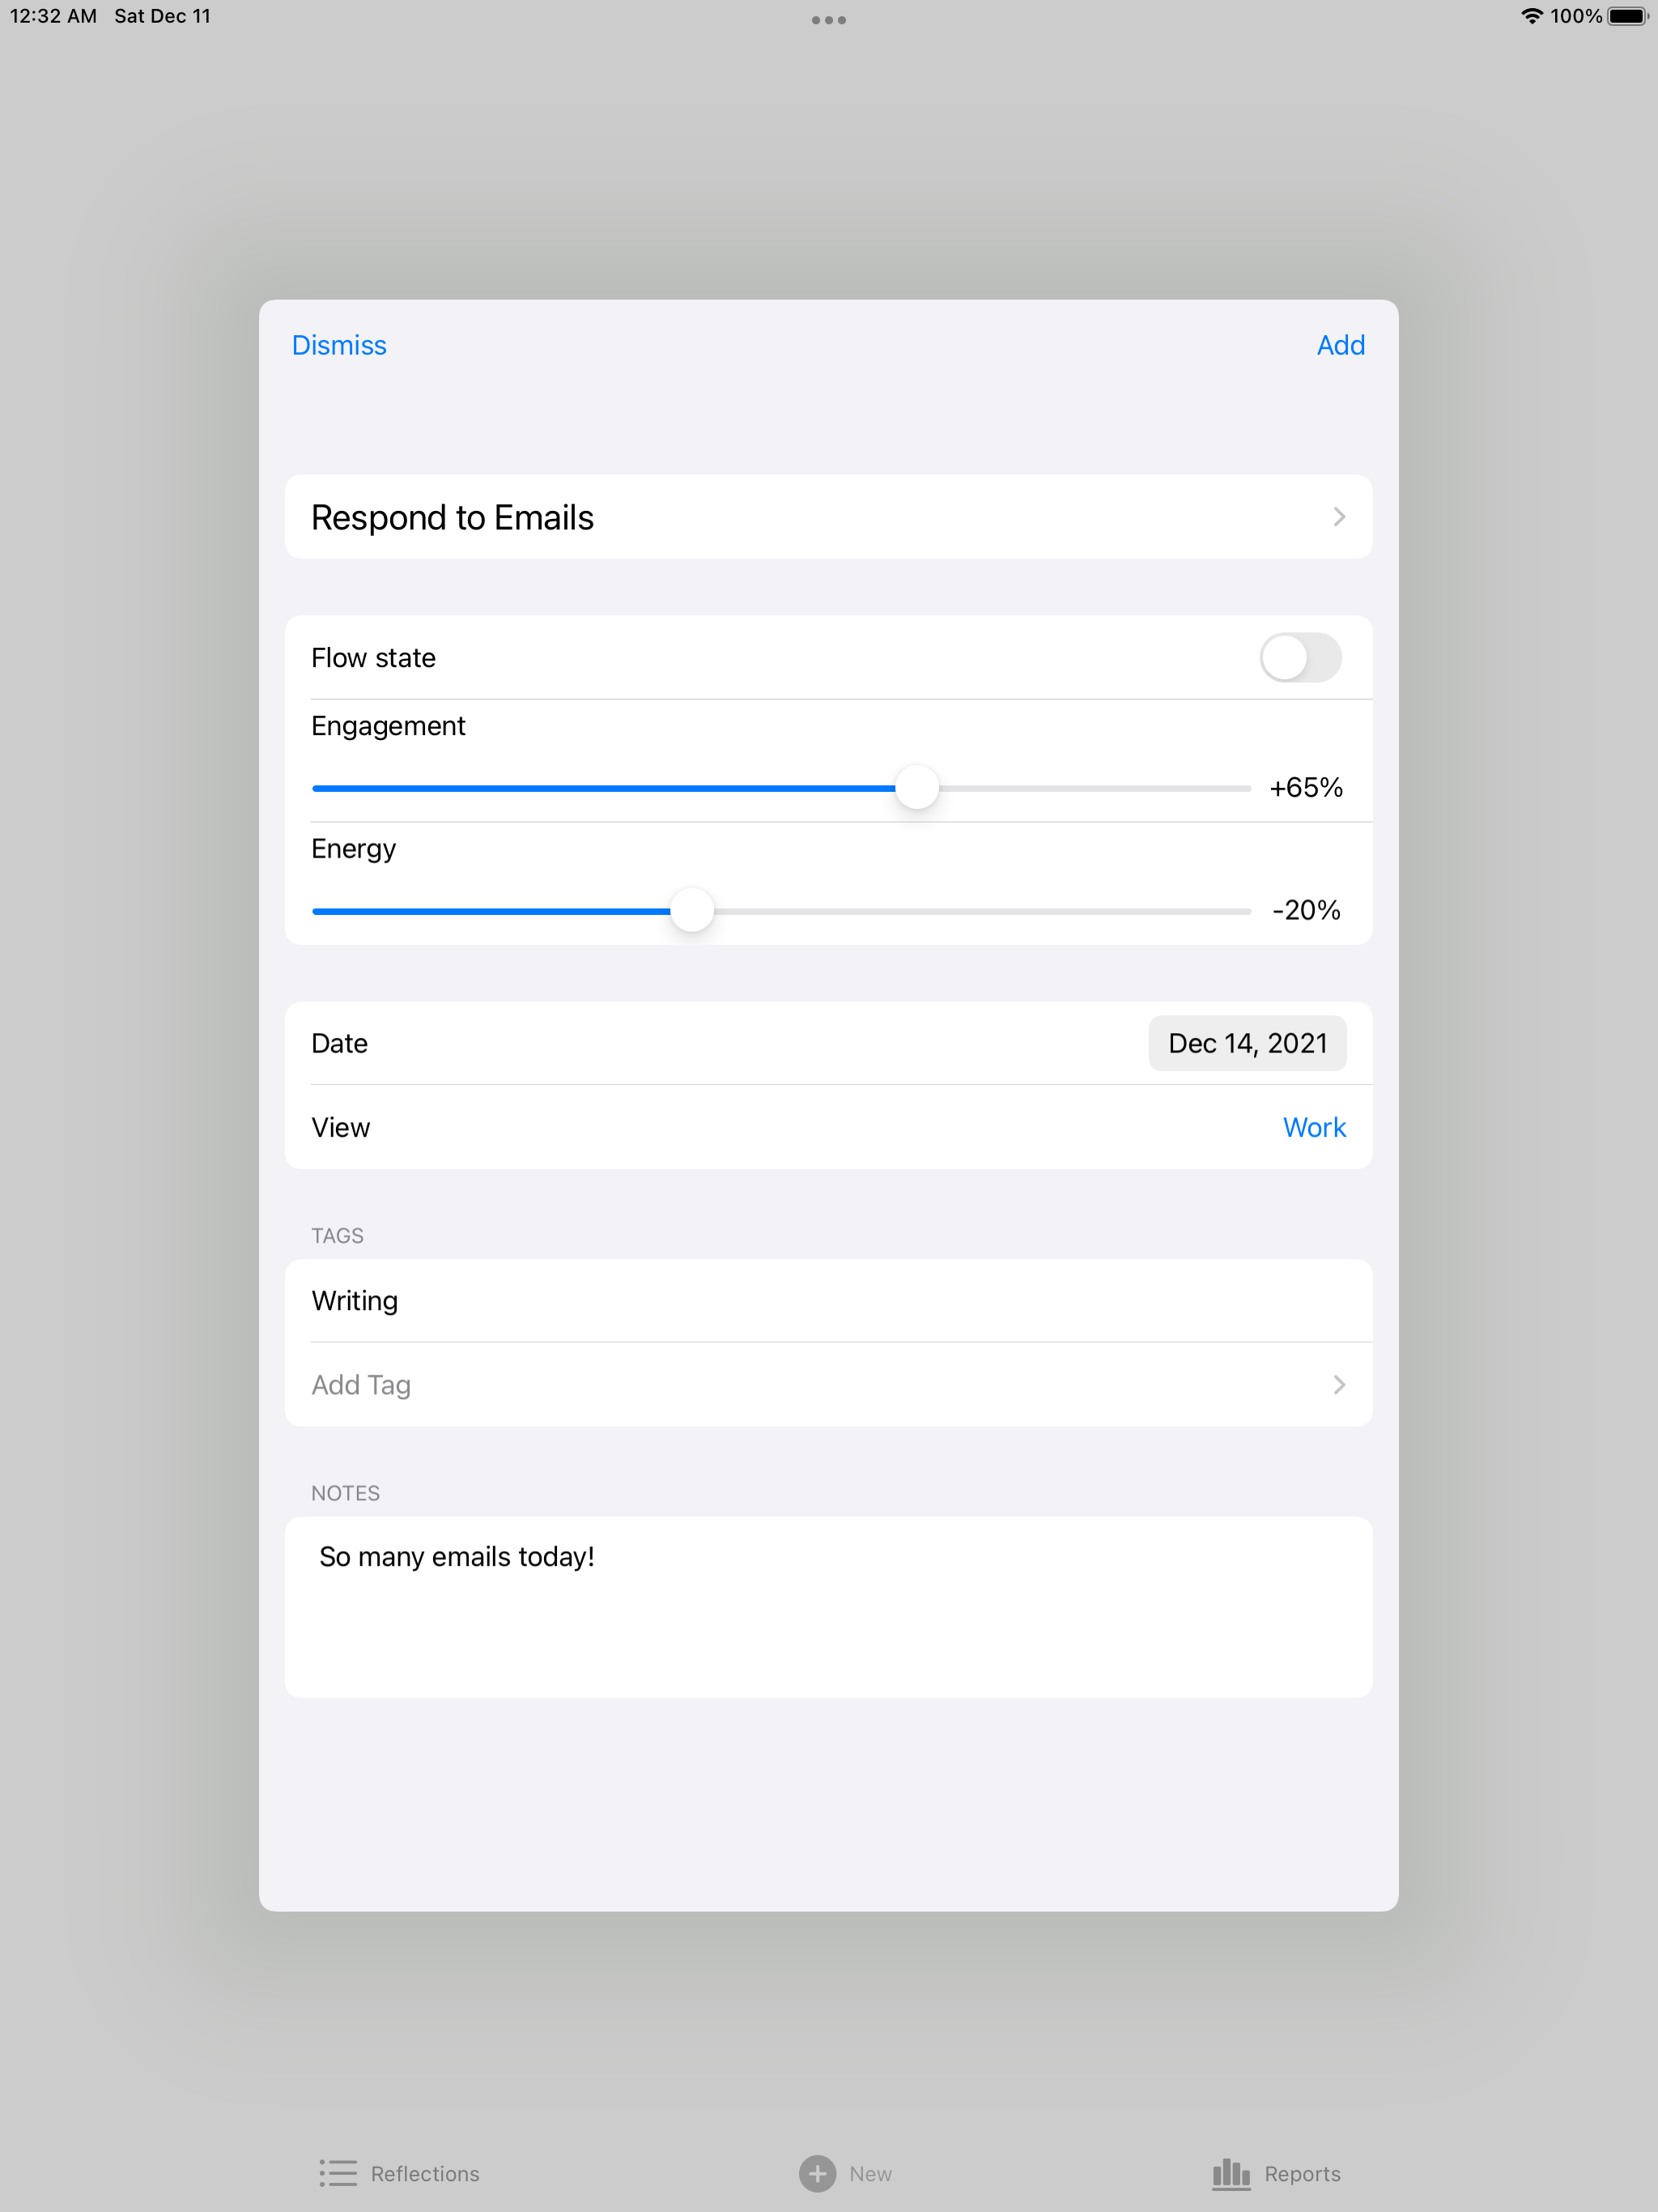 12:32 AM Sat Dec 11 100%
Dismiss Add
Respond to Emails
Flow state
Engagement
+65%
Energy
-20%
Date Dec 14, 2021
View Work
TAGS
Writing
Add Tag
NOTES
So many emails today!
Reflections New Reports